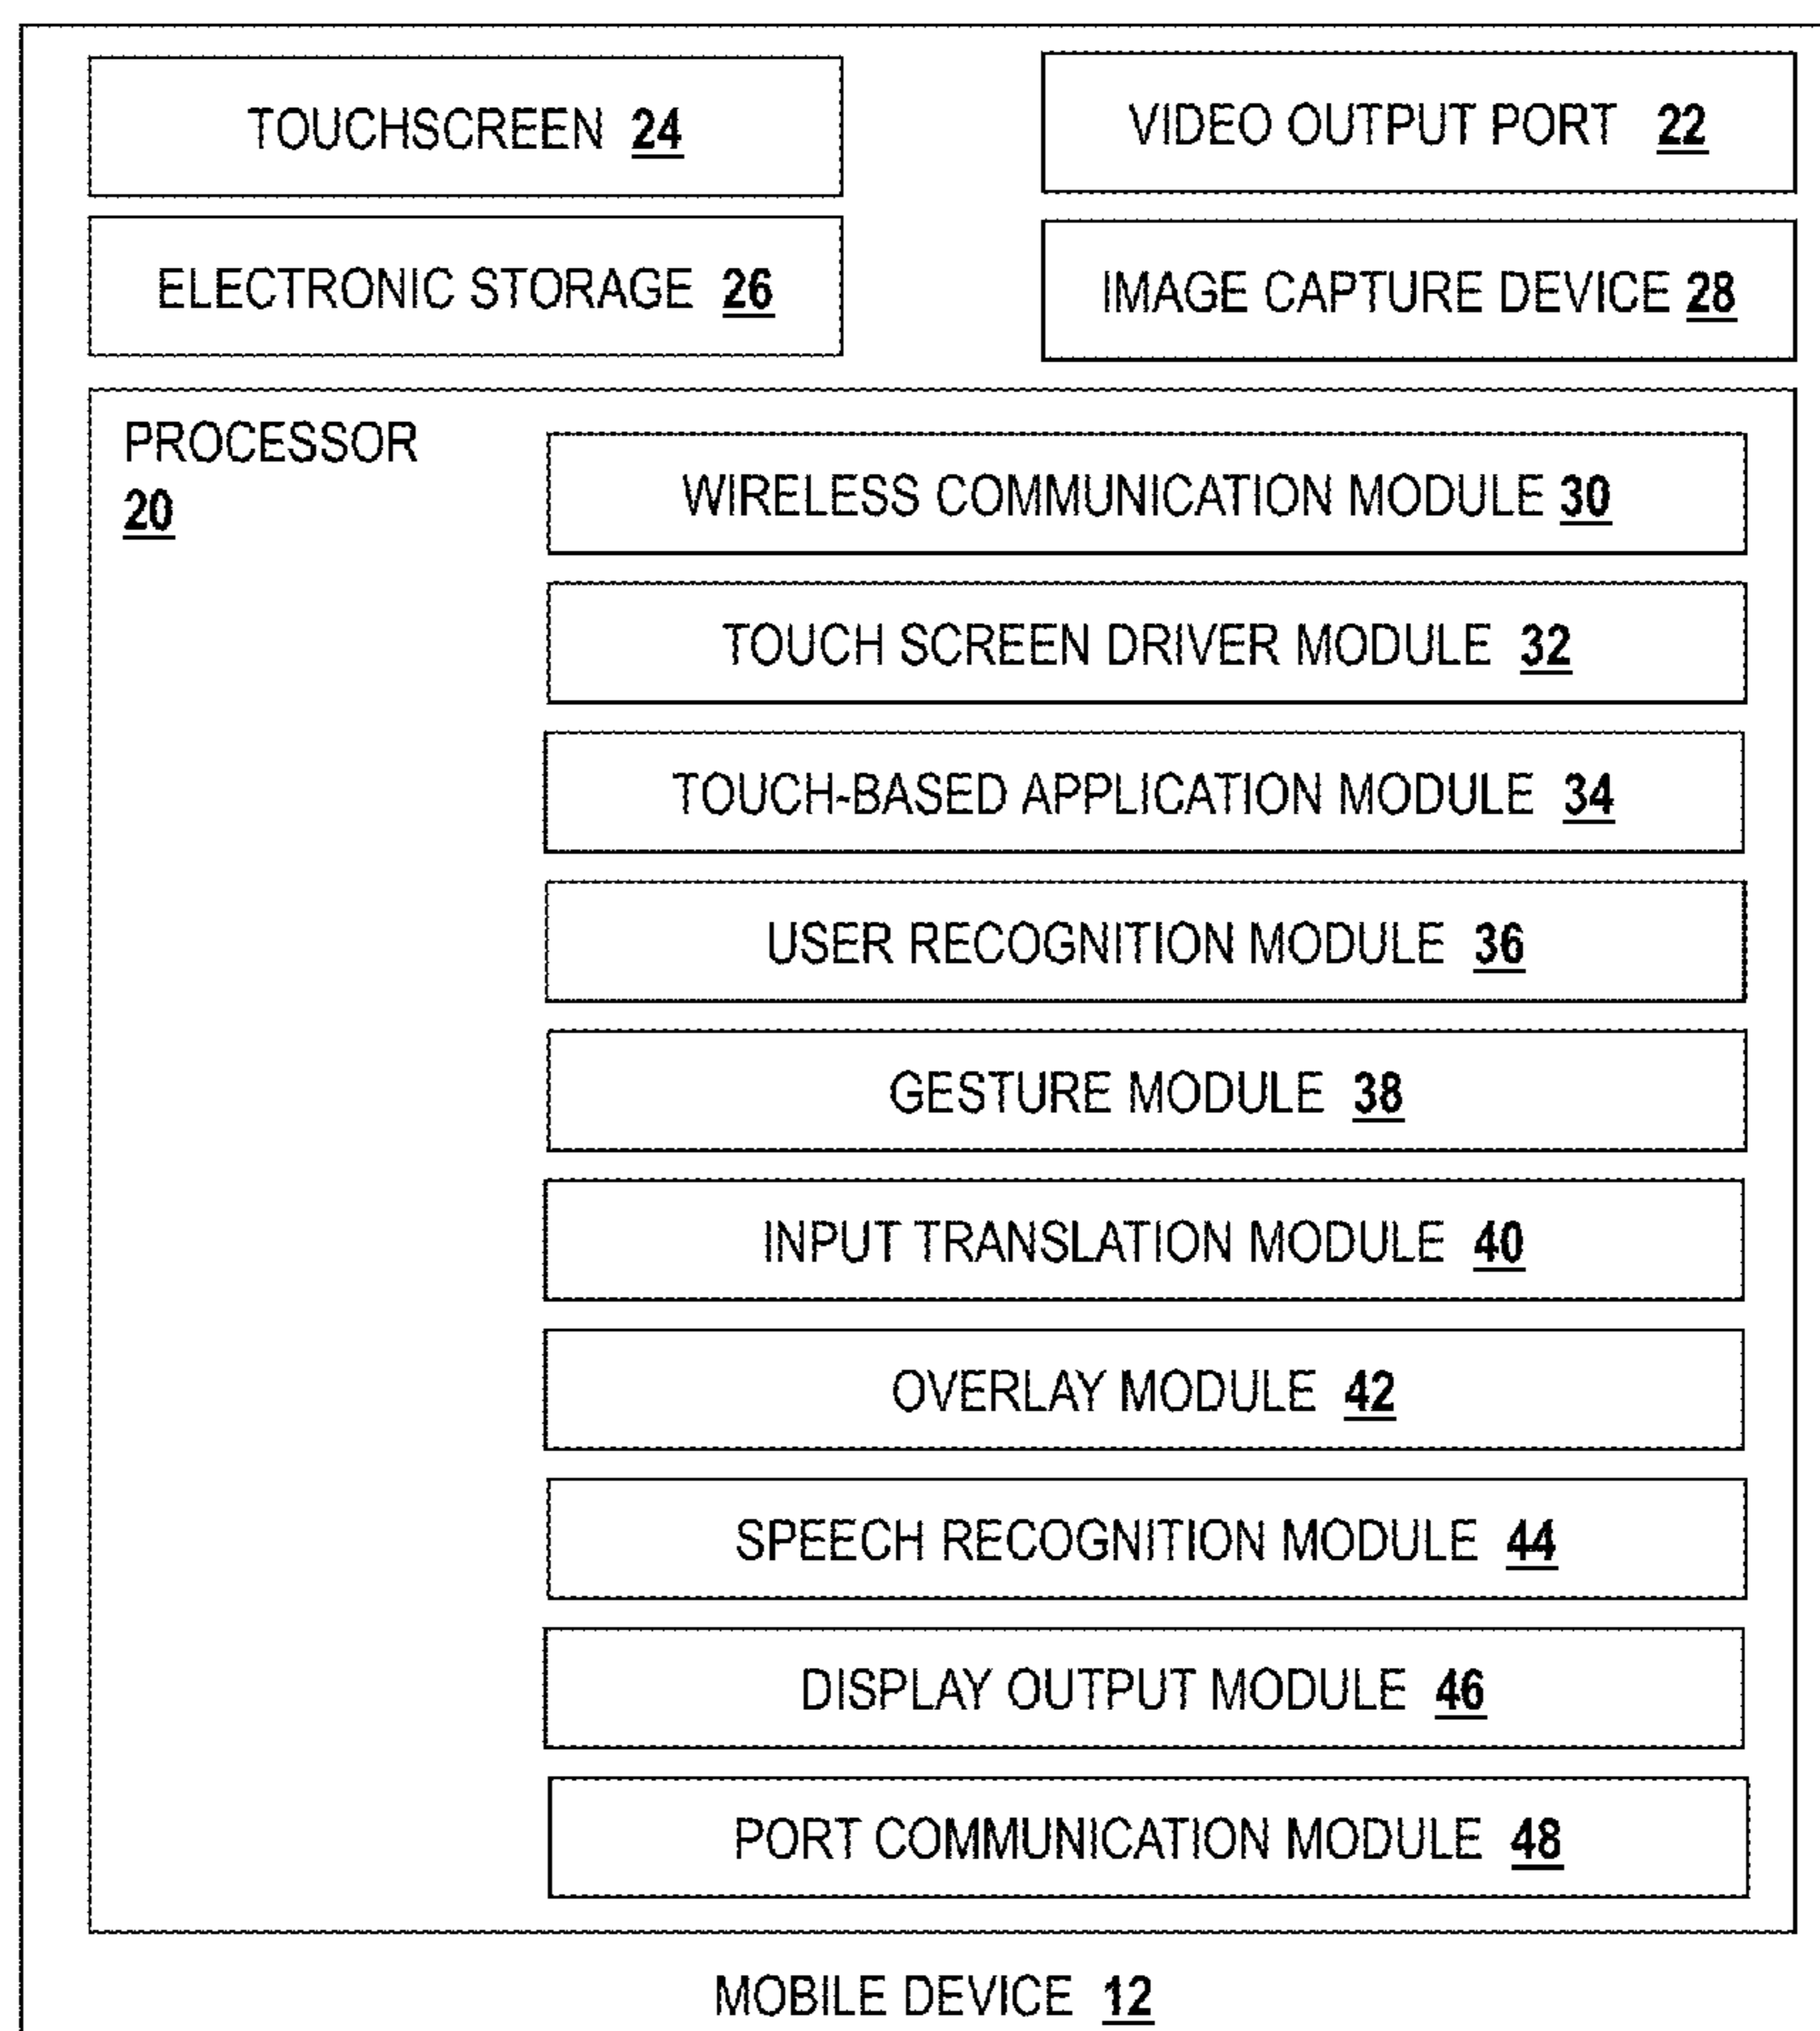 TOUCHSCREEN 24
VIDEO OUTPUT PORT 22
ELECTRONIC STORAGE 26
IMAGE CAPTURE DEVICE 28
PROCESSOR
20
WIRELESS COMMUNICATION MODULE 30
TOUCH SCREEN DRIVER MODULE 32
TOUCH-BASED APPLICATION MODULE 34
USER RECOGNITION MODULE 36
GESTURE MODULE 38
INPUT TRANSLATION MODULE 40
OVERLAY MODULE 42
SPEECH RECOGNITION MODULE 44
DISPLAY OUTPUT MODULE 46
PORT COMMUNICATION MODULE 48
MOBILE DEVICE 12